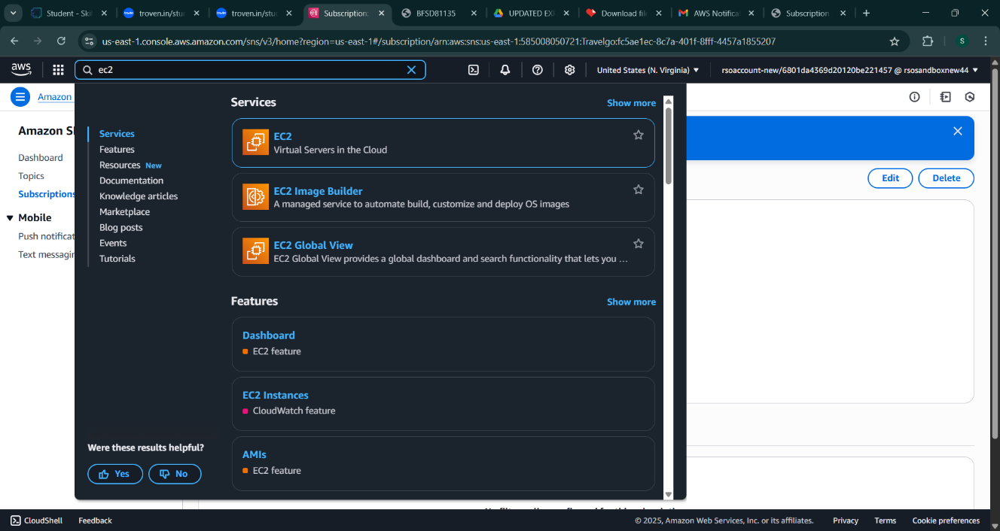 Student - Skil
troven.in/stud
troven.in/stud
Subscription:
BFSD81135
UPDATED EXP
Download file
AWS Notificat
Subscription
us-east-1.console.aws.amazon.com/sns/v3/home?region=us-east-1#/subscription/arn:aws:sns:us-east-1:585008050721:Travelgo:fc5ae1ec-8c7a-401f-8fff-4457a1855207
S
aws
ec2
United States (N. Virginia)
rsoaccount-new/6801da4369d20120be221457 @ rsosandboxnew44
Amazon
Amazon S
Dashboard
Topics
Subscriptions
Mobile
Push notificat
Text messagin
Services
Features
Resources New
Documentation
Knowledge articles
Marketplace
Blog posts
Events
Tutorials
Were these results helpful?
Yes
No
Services
Show more
EC2
Virtual Servers in the Cloud
EC2 Image Builder
A managed service to automate build, customize and deploy OS images
EC2 Global View
EC2 Global View provides a global dashboard and search functionality that lets you ...
Features
Show more
Dashboard
EC2 feature
EC2 Instances
CloudWatch feature
AMIs
EC2 feature
Edit
Delete
CloudShell
Feedback
© 2025, Amazon Web Services, Inc. or its affiliates.
Privacy
Terms
Cookie preferences